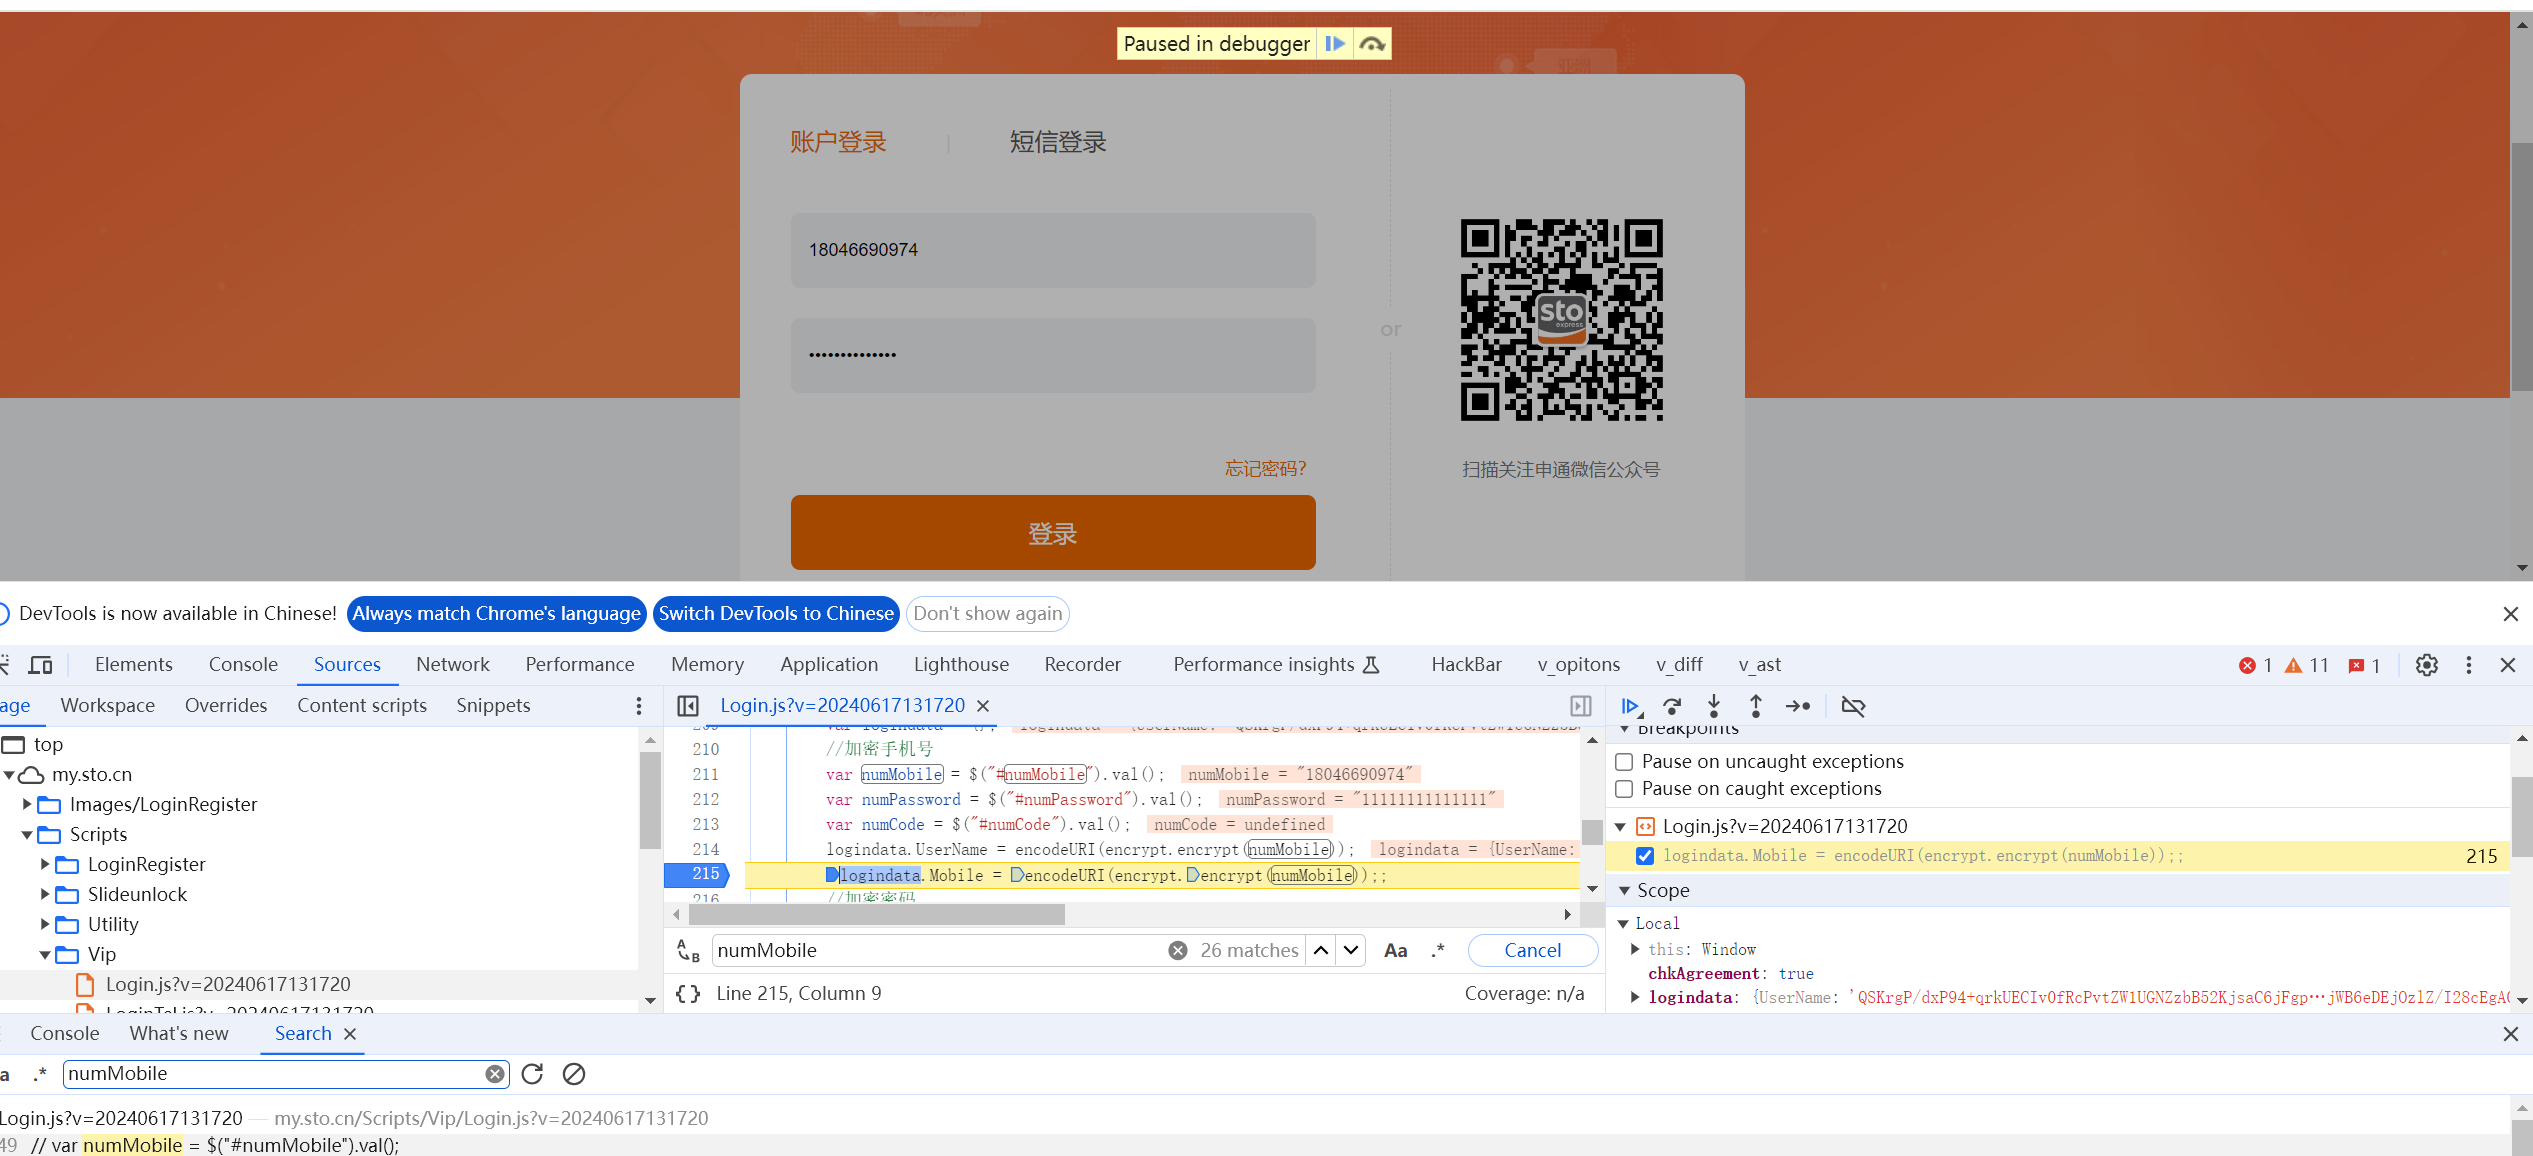 Paused in debugger
亚洲
账户登录
短信登录
18046690974
••••••••••••••
or
sto
express
忘记密码?
扫描关注申通微信公众号
登录
DevTools is now available in Chinese! Always match Chrome's language Switch DevTools to Chinese Don't show again
Elements Console Sources Network Performance Memory Application Lighthouse Recorder Performance insights HackBar v_opitons v_diff v_ast 1 11 1
age Workspace Overrides Content scripts Snippets
Login.js?v=20240617131720
top
my.sto.cn
Images/LoginRegister
Scripts
LoginRegister
Slideunlock
Utility
Vip
Login.js?v=20240617131720
210 //加密手机号
211 var numMobile = $("#numMobile").val(); numMobile = "18046690974"
212 var numPassword = $("#numPassword").val(); numPassword = "11111111111111"
213 var numCode = $("#numCode").val(); numCode = undefined
214 logindata.UserName = encodeURI(encrypt.encrypt(numMobile)); logindata = {UserName:
215 logindata.Mobile = encodeURI(encrypt.encrypt(numMobile));;
216 //加密密码
numMobile 26 matches Aa .* Cancel
{} Line 215, Column 9 Coverage: n/a
Breakpoints
Pause on uncaught exceptions
Pause on caught exceptions
Login.js?v=20240617131720
logindata.Mobile = encodeURI(encrypt.encrypt(numMobile));; 215
Scope
Local
this: Window
chkAgreement: true
logindata: {UserName: 'QSKrgP/dxP94+qrkUECIvOfRcPvtZW1UGNZzbB52KjsaC6jFgp…jWB6eDEjOzlZ/I28cEgA
Console What's new Search
.* numMobile
Login.js?v=20240617131720 — my.sto.cn/Scripts/Vip/Login.js?v=20240617131720
49 // var numMobile = $("#numMobile").val();